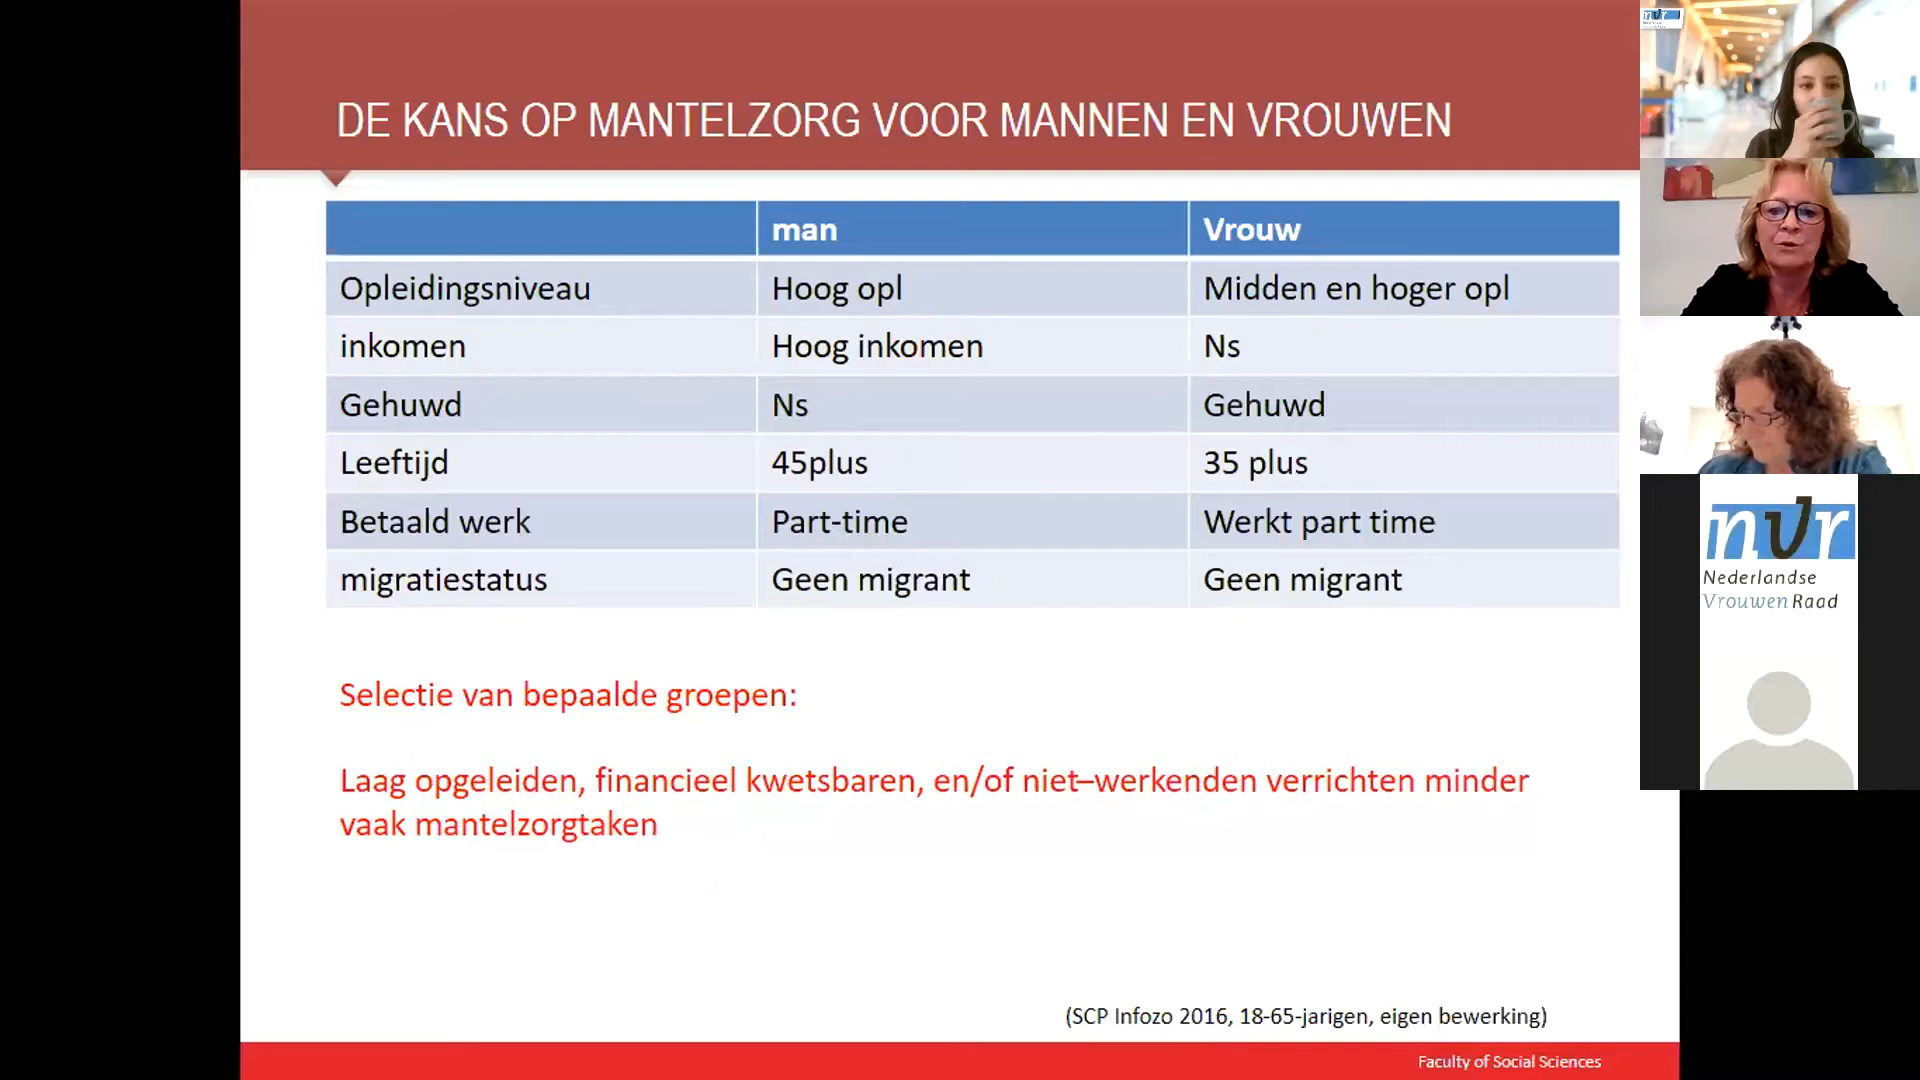 DE KANS OP MANTELZORG VOOR MANNEN EN VROUWEN
man Vrouw
Opleidingsniveau Hoog opl Midden en hoger opl
inkomen Hoog inkomen Ns
Gehuwd Ns Gehuwd
Leeftijd 45plus 35 plus
Betaald werk Part-time Werkt part time
migratiestatus Geen migrant Geen migrant
Selectie van bepaalde groepen:
Laag opgeleiden, financieel kwetsbaren, en/of niet–werkenden verrichten minder
vaak mantelzorgtaken
(SCP Infozo 2016, 18-65-jarigen, eigen bewerking)
Faculty of Social Sciences
nvr
nvr
Nederlandse
VrouwenRaad